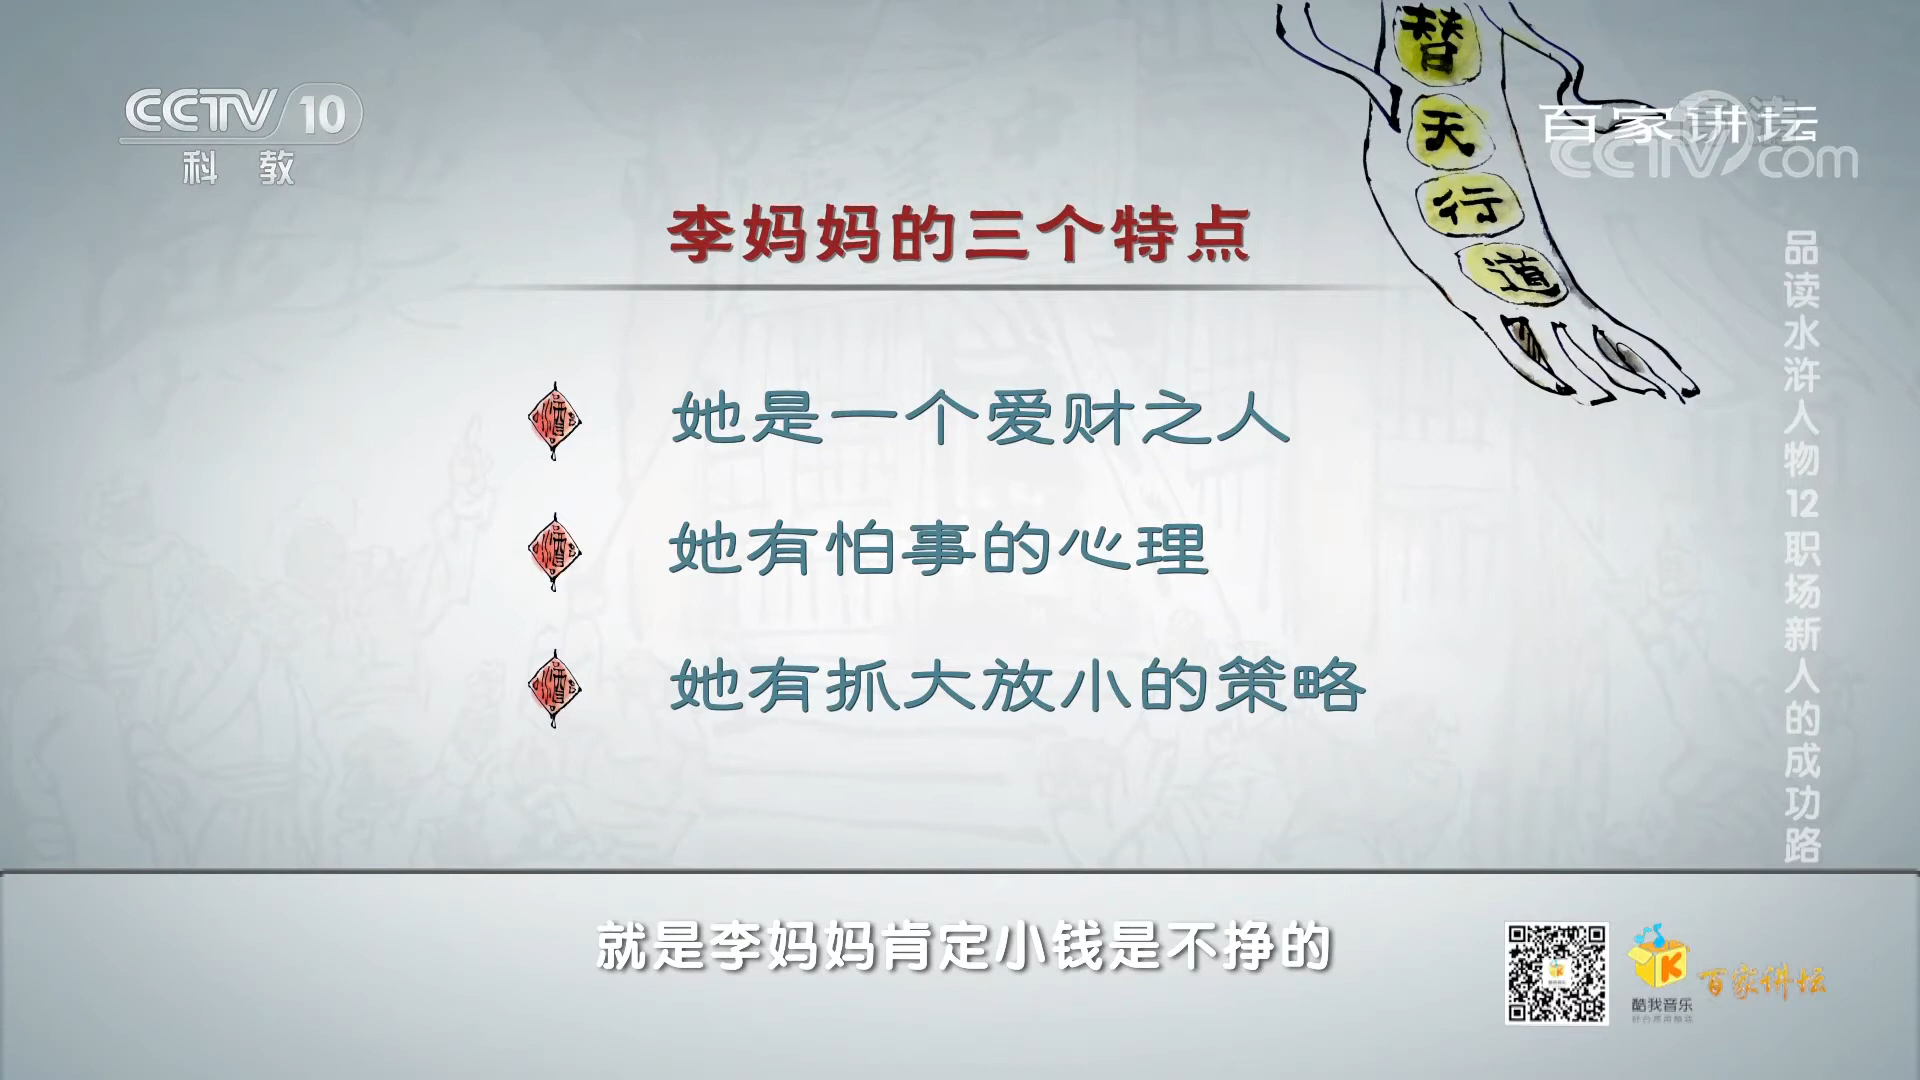 CCTV 10
科教
替天行道
百家讲坛
CCTV.com
李妈妈的三个特点
她是一个爱财之人
她有怕事的心理
她有抓大放小的策略
品读水浒人物12职场新人的成功路
就是李妈妈肯定小钱是不挣的
酷我音乐
百家讲坛